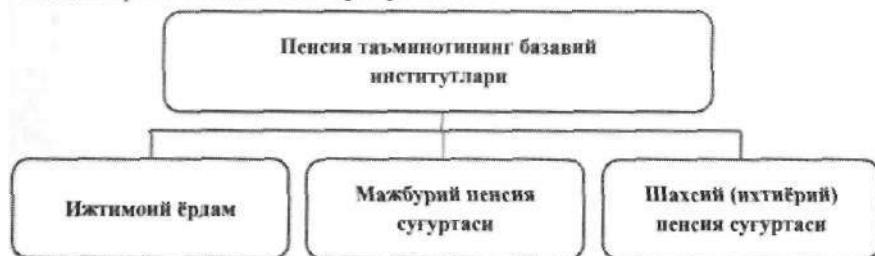 Пенсия таъминотининг базавий
институтлари
Ижтимоий ёрдам
Мажбурий пенсия
суғуртаси
Шахсий (ихтиёрий)
пенсия суғуртаси